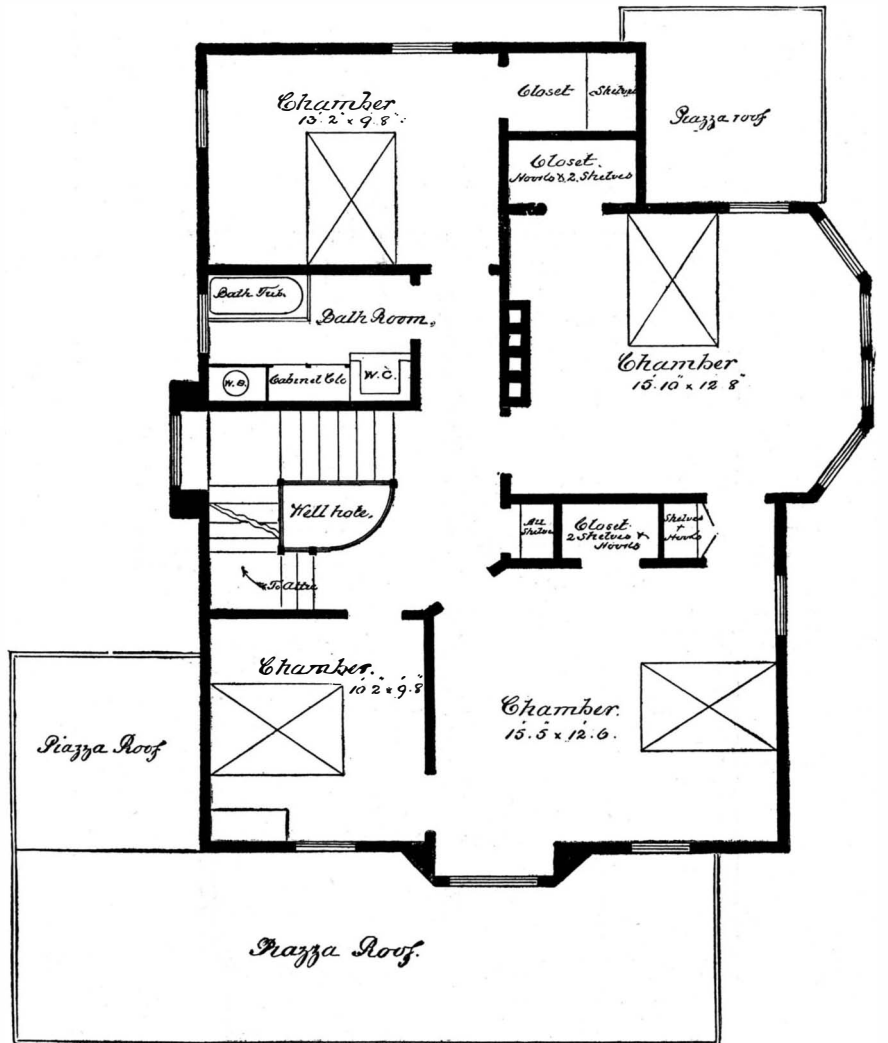 Chamber
13.2 x 9.8
Closet
Shelves
Piazza roof
Closet.
Hooks & 2 Shelves
Bath Tub.
Bath Room.
W.B.
Cabinet Clo
W.C.
Chamber
15.10 x 12.8
Well hole.
All
Shelves
Closet
2 Shelves &
Hooks
Shelves
+
Hooks
To Attic
Chamber.
10.2 x 9.8
Chamber.
15.5 x 12.6.
Piazza Roof
Piazza Roof.